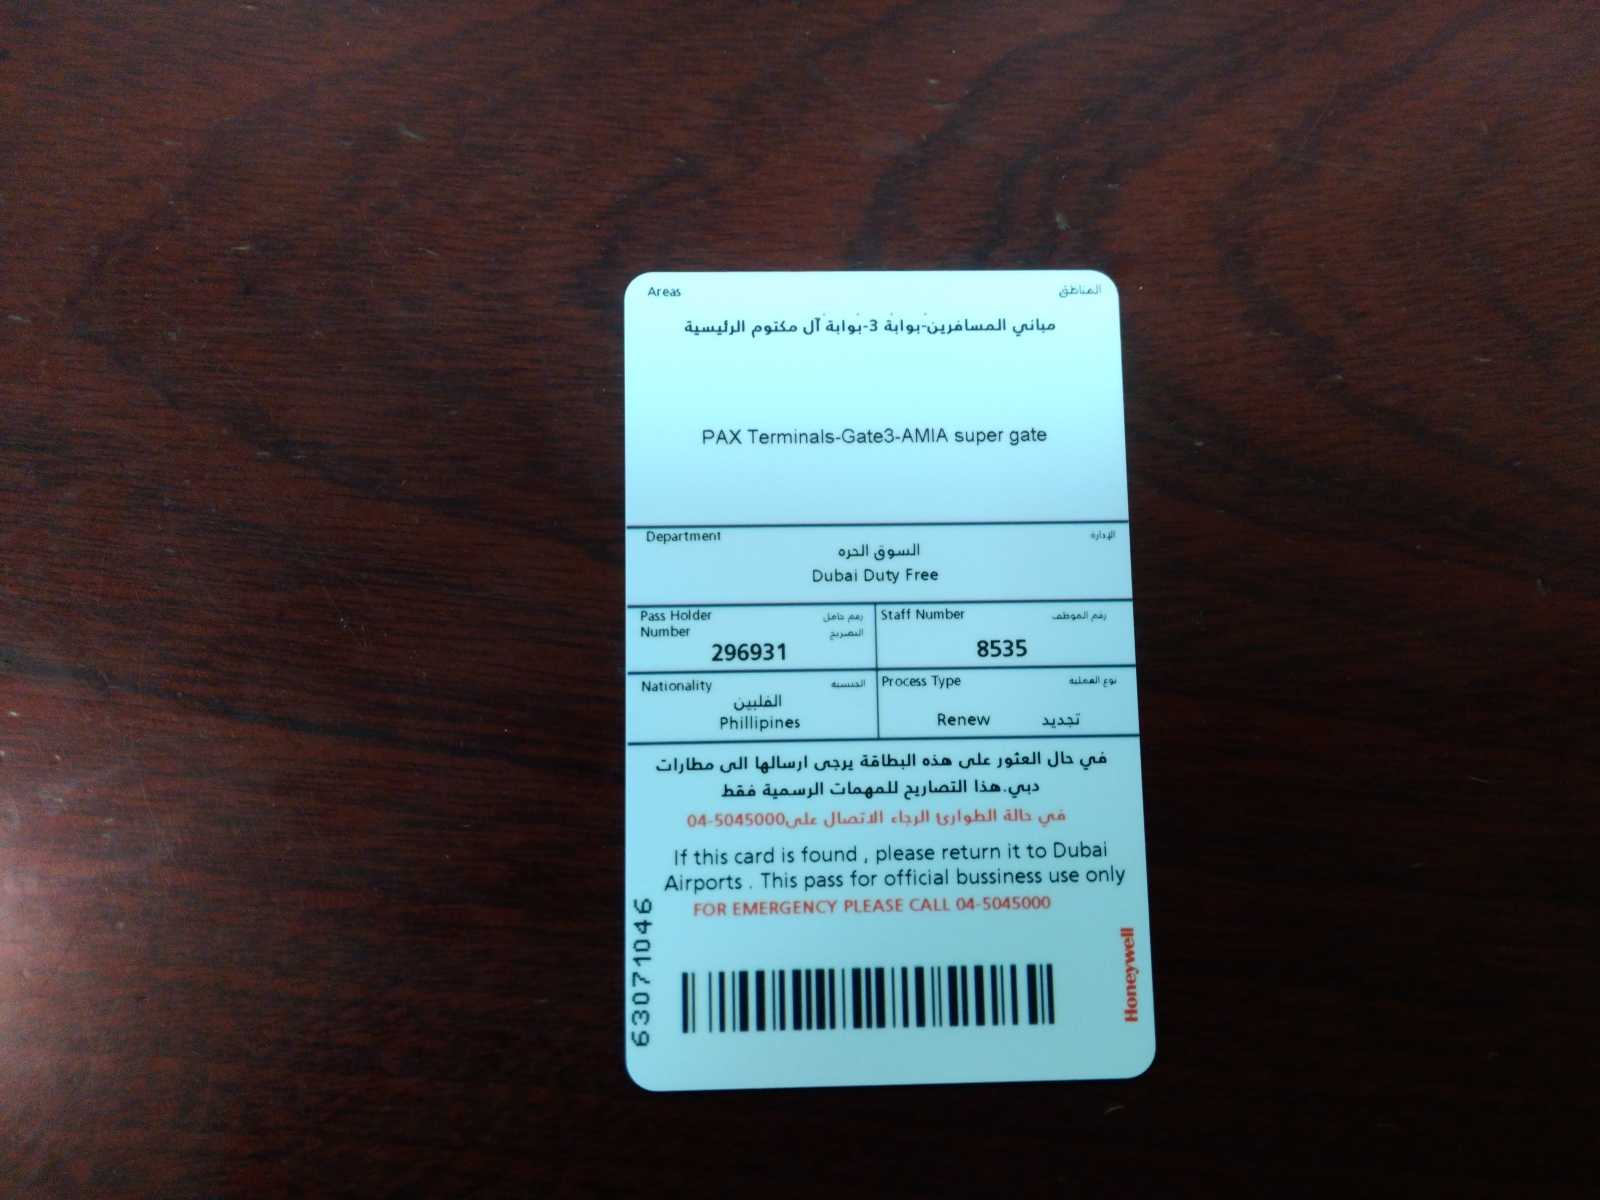 Areas المناطق
مباني المسافرين-بوابة 3-بوابة آل مكتوم الرئيسية
PAX Terminals-Gate3-AMIA super gate
Department الإدارة
السوق الحره
Dubai Duty Free
Pass Holder Number رقم حامل التصريح
296931
Staff Number رقم الموظف
8535
Nationality الجنسية
الفلبين
Phillipines
Process Type نوع العملية
Renew تجديد
في حال العثور على هذه البطاقة يرجى ارسالها الى مطارات
دبي.هذا التصاريح للمهمات الرسمية فقط
في حالة الطوارئ الرجاء الاتصال على04-5045000
If this card is found , please return it to Dubai
Airports . This pass for official bussiness use only
FOR EMERGENCY PLEASE CALL 04-5045000
63071046
Honeywell